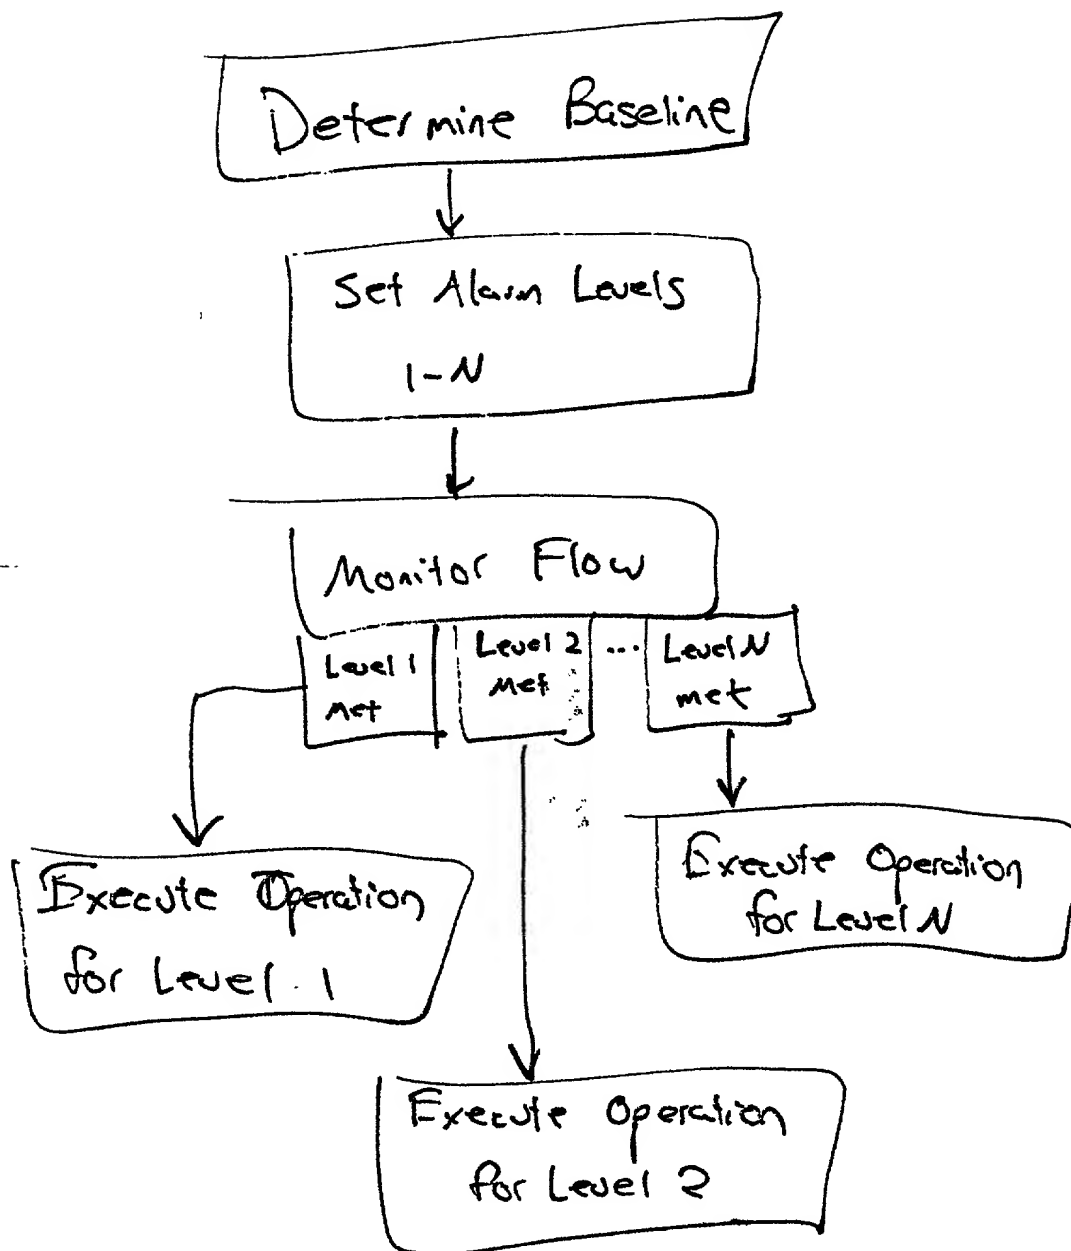 Determine Baseline
Set Alarm Levels
1-N
Monitor Flow
Level 1
Met
Level 2
Met
...
Level N
met
Execute Operation
for Level 1
Execute Operation
for Level N
Execute Operation
for Level 2